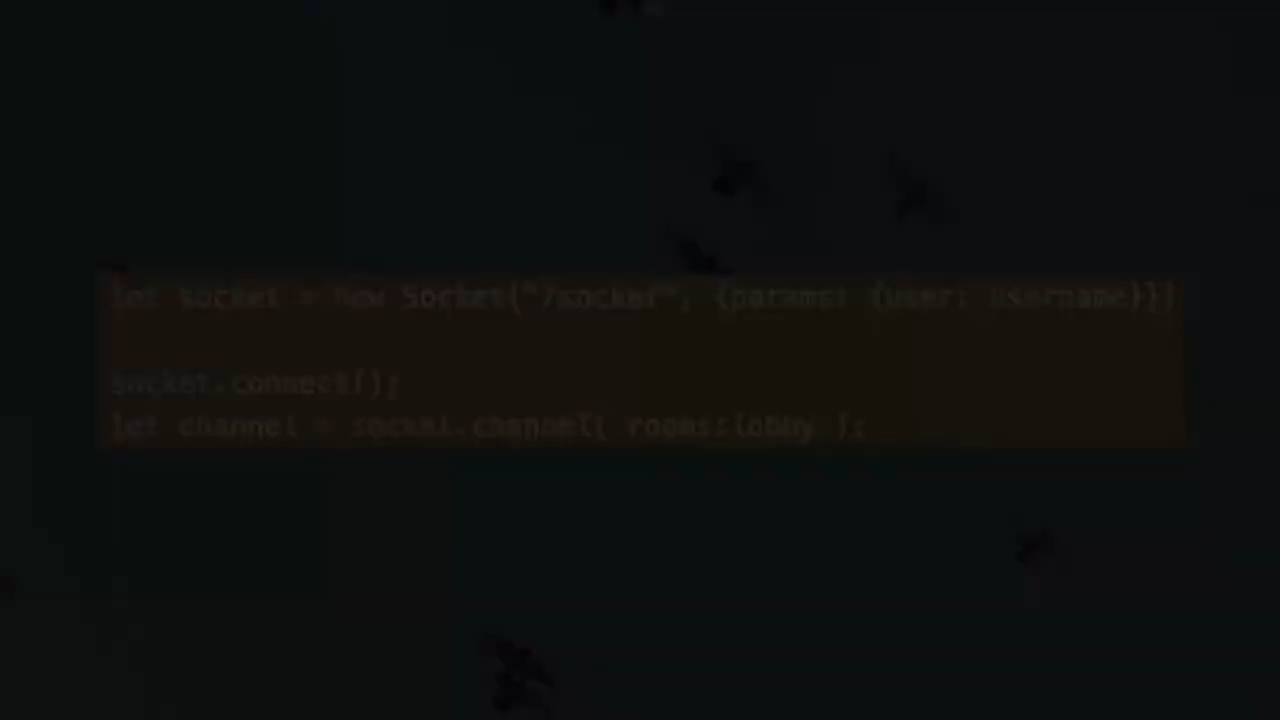 let socket = new Socket("/socket", {params: {user: username}})
socket.connect();
let channel = socket.channel( rooms:lobby );